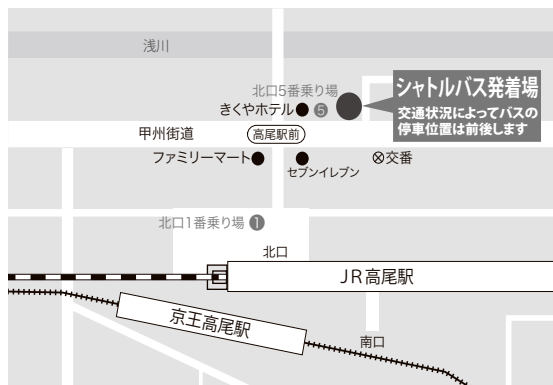 浅川
北口5番乗り場
きくやホテル
5
シャトルバス発着場
交通状況によってバスの
停車位置は前後します
甲州街道
高尾駅前
ファミリーマート
セブンイレブン
交番
北口1番乗り場
1
北口
JR高尾駅
京王高尾駅
南口